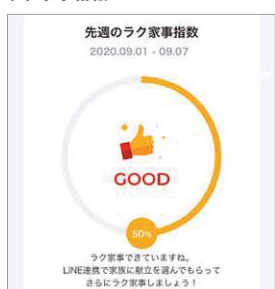 先週のラク家事指数
2020.09.01 - 09.07
GOOD
50%
ラク家事できていますね。
LINE連携で家族に献立を選んでもらって
さらにラク家事しましょう！